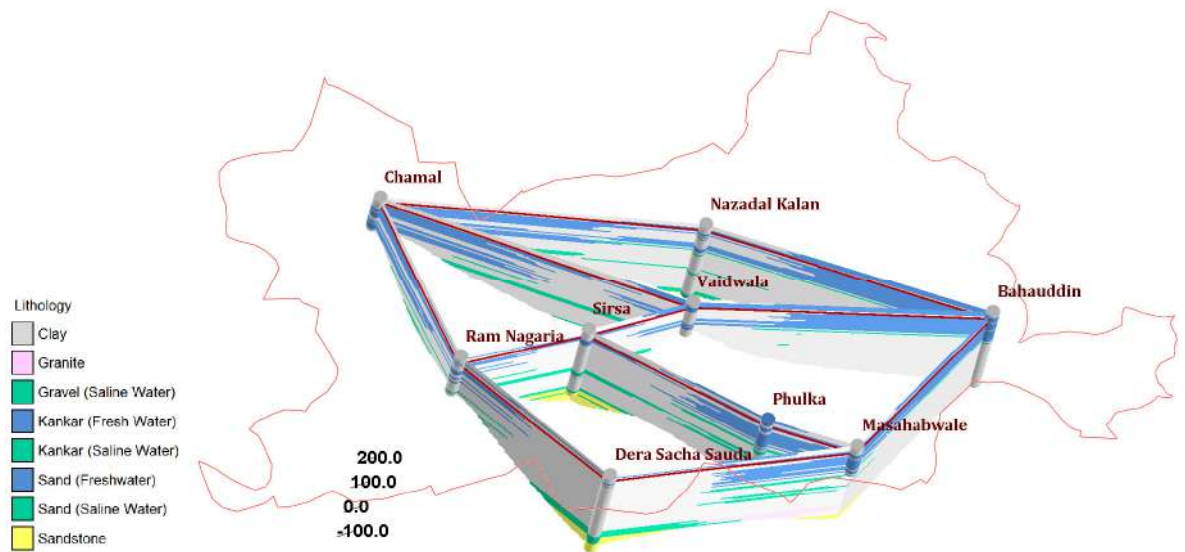 Chamal
Nazadal Kalan
Vaidwala
Bahauddin
Sirsa
Ram Nagaria
Phulka
Masahabwale
Dera Sacha Sauda
Lithology
Clay
Granite
Gravel (Saline Water)
Kankar (Fresh Water)
Kankar (Saline Water)
Sand (Freshwater)
Sand (Saline Water)
Sandstone
200.0
100.0
0.0
-100.0